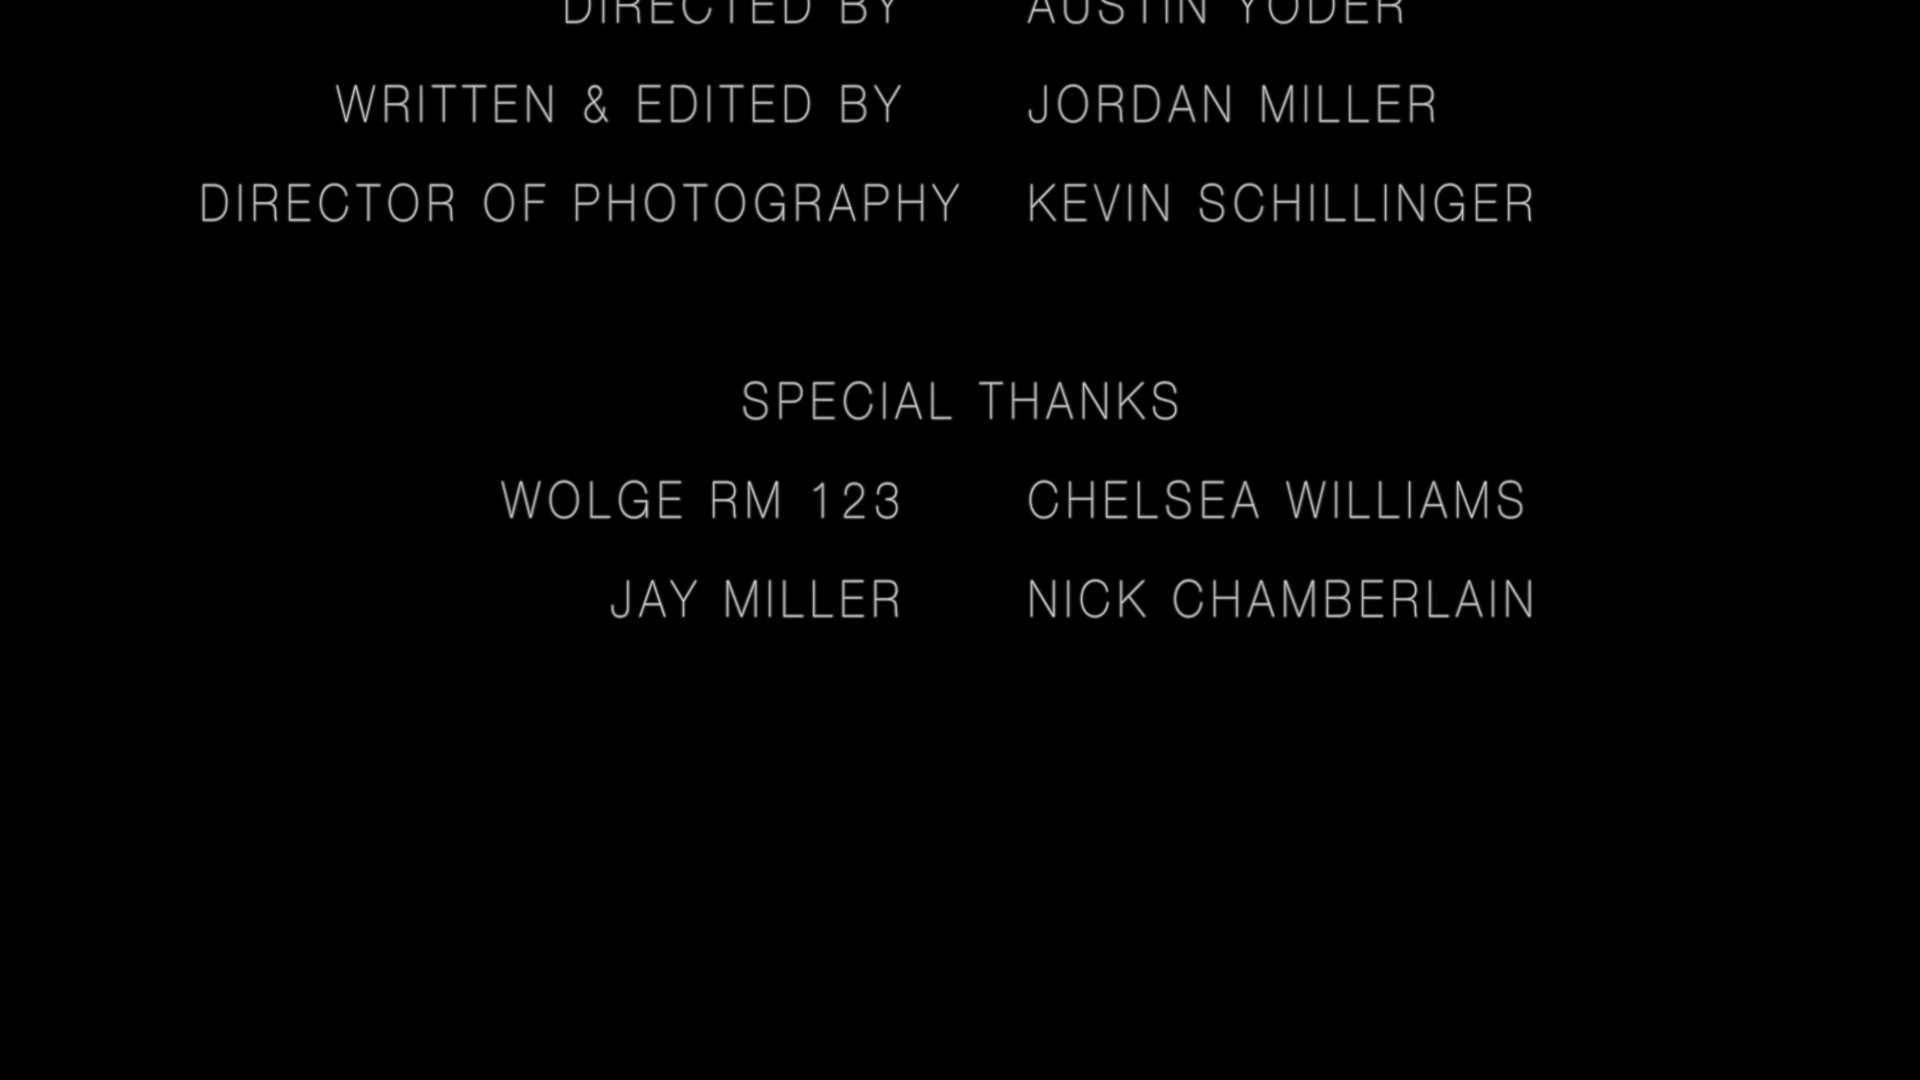 DIRECTED BY AUSTIN YODER
WRITTEN & EDITED BY JORDAN MILLER
DIRECTOR OF PHOTOGRAPHY KEVIN SCHILLINGER
SPECIAL THANKS
WOLGE RM 123 CHELSEA WILLIAMS
JAY MILLER NICK CHAMBERLAIN